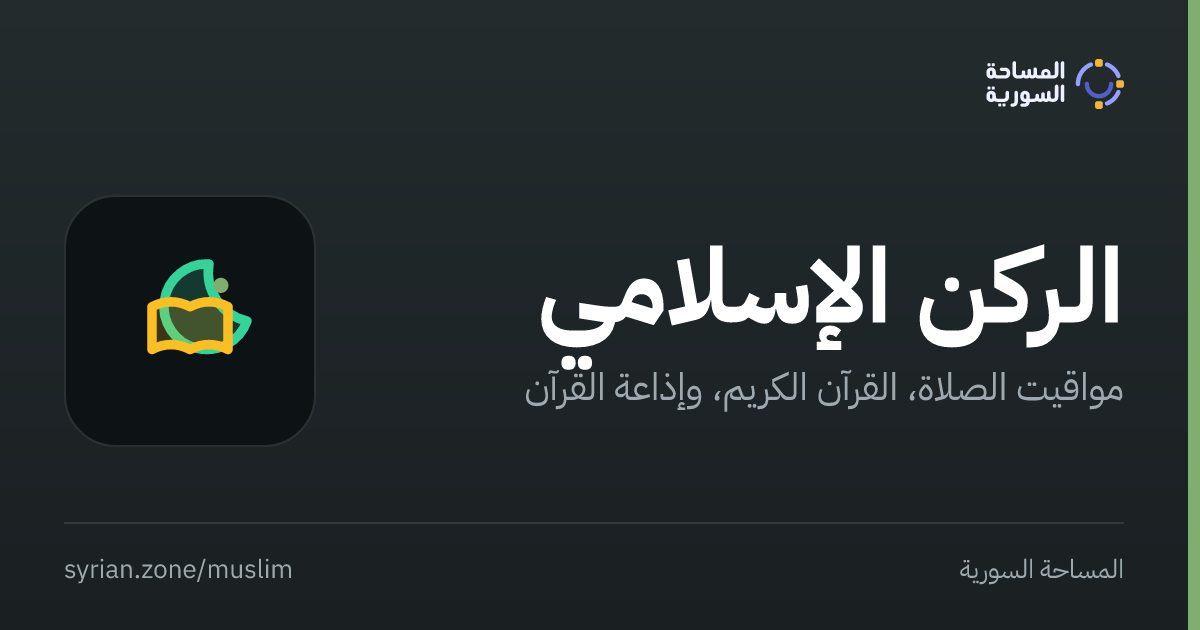 المساحة
السورية
الركن الإسلامي
مواقيت الصلاة، القرآن الكريم، وإذاعة القرآن
المساحة السورية
syrian.zone/muslim